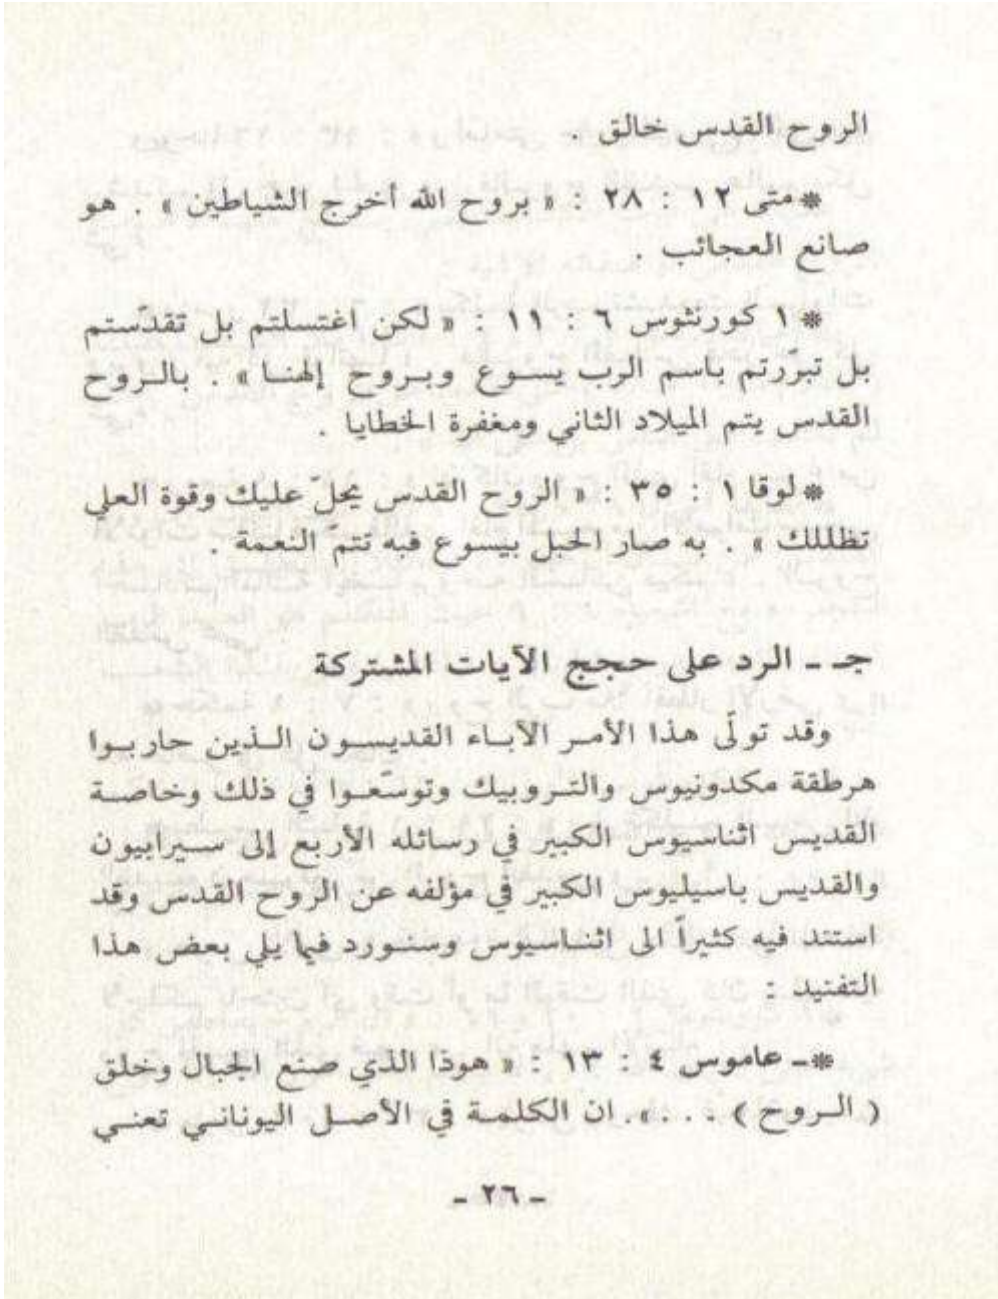 الروح القدس خالق .
* متى ١٢ : ٢٨ : « بروح الله أخرج الشياطين » . هو
صانع العجائب .
* ١ كورنثوس ٦ : ١١ : « لكن اغتسلتم بل تقدّستم
بل تبرّرتم باسم الرب يسوع وبروح إلهنا » . بالروح
القدس يتم الميلاد الثاني ومغفرة الخطايا .
* لوقا ١ : ٣٥ : « الروح القدس يحلّ عليك وقوة العلي
تظللك » . به صار الحبل بيسوع فبه تتمّ النعمة .
جـ ـ الرد على حجج الآيات المشتركة
وقد تولّى هذا الأمر الآباء القديسون الذين حاربوا
هرطقة مكدونيوس والتروبيك وتوسّعوا في ذلك وخاصة
القديس اثناسيوس الكبير في رسائله الأربع إلى سيرابيون
والقديس باسيليوس الكبير في مؤلفه عن الروح القدس وقد
استند فيه كثيراً الى اثناسيوس وسنورد فيما يلي بعض هذا
التفنيد :
*ـ عاموس ٤ : ١٣ : « هوذا الذي صنع الجبال وخلق
( الروح ) . . . ». ان الكلمة في الأصل اليوناني تعني
ـ ٢٦ ـ